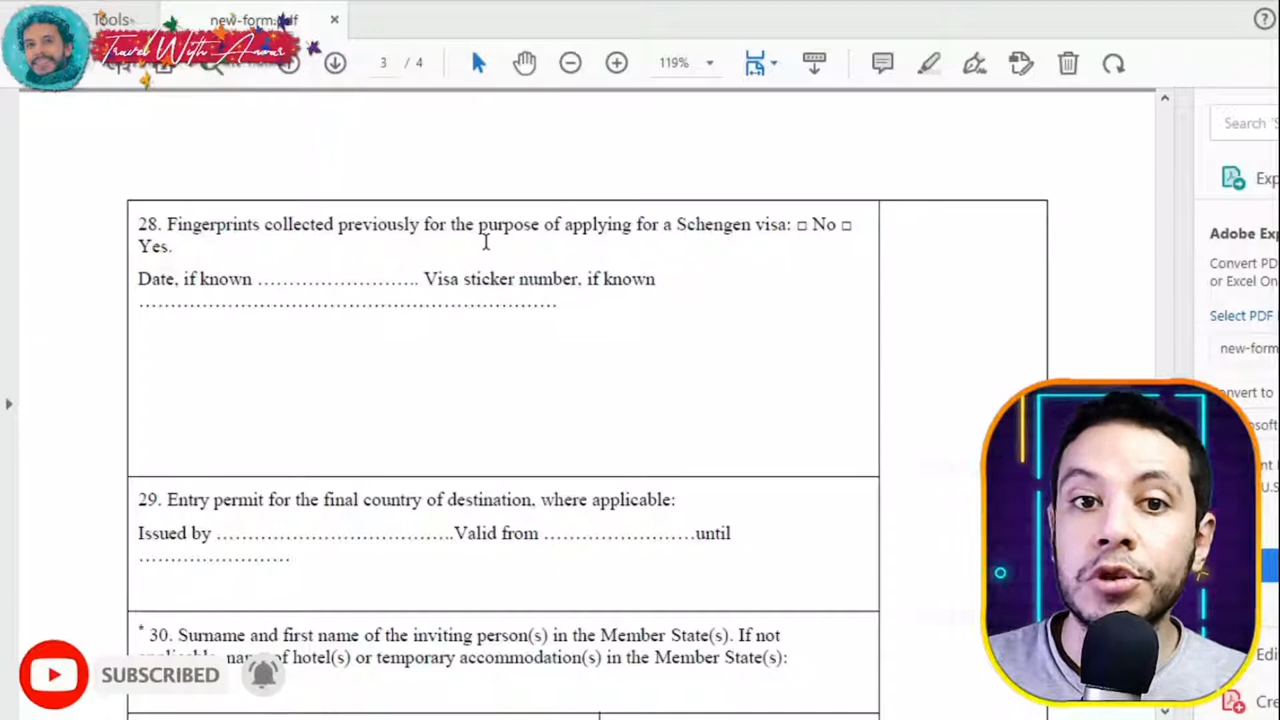 Tools
new-form.pdf
Travel With Anwar
3 / 4
119%
Search
28. Fingerprints collected previously for the purpose of applying for a Schengen visa: □ No □
Yes.
Date, if known ……………………. Visa sticker number, if known
…………………………………………………………
29. Entry permit for the final country of destination, where applicable:
Issued by ……………………………….Valid from ……………………until
……………………
* 30. Surname and first name of the inviting person(s) in the Member State(s). If not
of hotel(s) or temporary accommodation(s) in the Member State(s):
Adobe
Convert PD
or Excel On
Select PDF
new-form
SUBSCRIBED